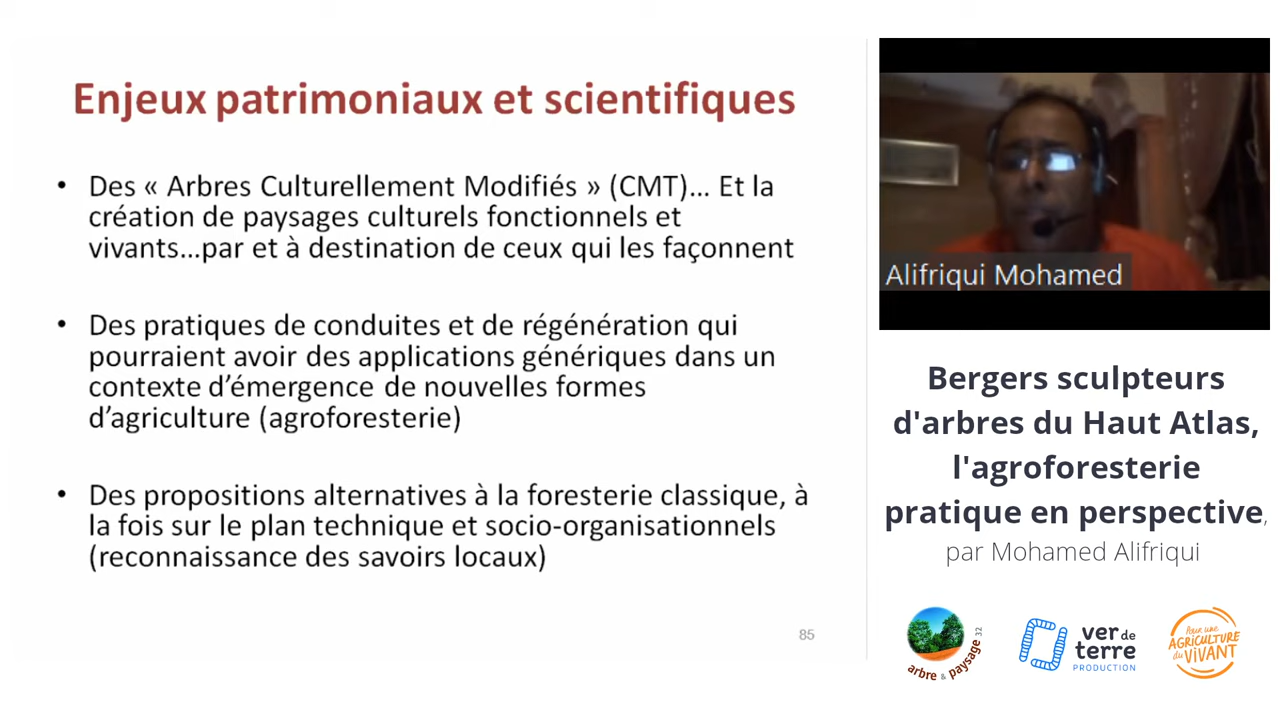 Enjeux patrimoniaux et scientifiques
• Des « Arbres Culturellement Modifiés » (CMT)… Et la
création de paysages culturels fonctionnels et
vivants…par et à destination de ceux qui les façonnent
• Des pratiques de conduites et de régénération qui
pourraient avoir des applications génériques dans un
contexte d’émergence de nouvelles formes
d’agriculture (agroforesterie)
• Des propositions alternatives à la foresterie classique, à
la fois sur le plan technique et socio-organisationnels
(reconnaissance des savoirs locaux)
85
Alifriqui Mohamed
Bergers sculpteurs
d'arbres du Haut Atlas,
l'agroforesterie
pratique en perspective,
par Mohamed Alifriqui
arbre & paysage 32
ver de
terre
PRODUCTION
Pour une
AGRICULTURE
du ViVANT